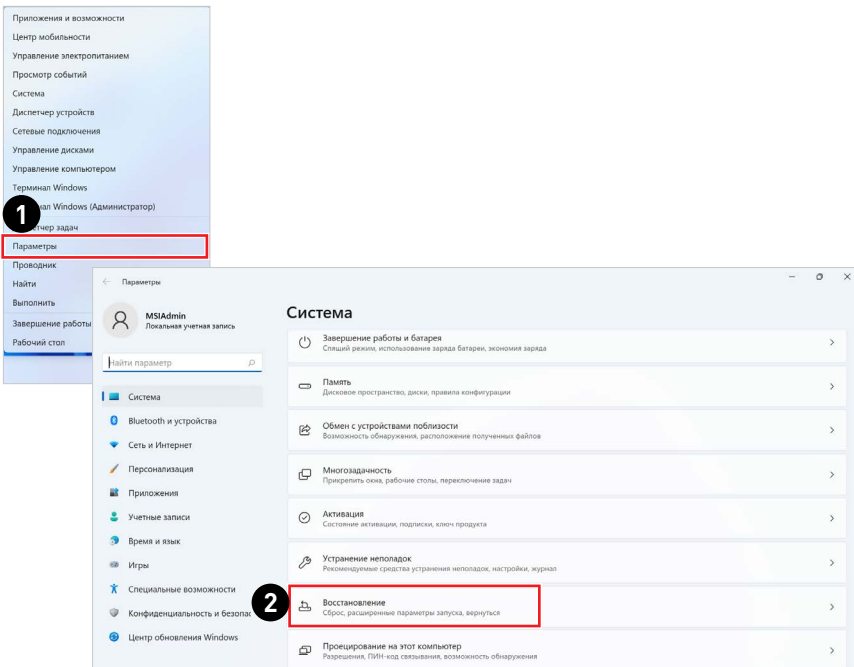 Приложения и возможности
Центр мобильности
Управление электропитанием
Просмотр событий
Система
Диспетчер устройств
Сетевые подключения
Управление дисками
Управление компьютером
Терминал Windows
Windows (Администратор)
1
задач
Параметры
Проводник
Найти
Выполнить
Завершение работы
Рабочий стол
Параметры
MSIAdmin
Локальная учетная запись
Найти параметр
Система
Bluetooth и устройства
Сеть и Интернет
Персонализация
Приложения
Учетные записи
Время и язык
Игры
Специальные возможности
Конфиденциальность и безопас
Центр обновления Windows
Система
Завершение работы и батарея
Спящий режим, использование заряда батареи, экономия заряда
Память
Дисковое пространство, диски, правила конфигурации
Обмен с устройствами поблизости
Возможность обнаружения, расположение полученных файлов
Многозадачность
Прикрепить окна, рабочие столы, переключение задач
Активация
Состояние активации, подписки, ключ продукта
Устранение неполадок
Рекомендуемые средства устранения неполадок, настройки, журнал
2
Восстановление
Сброс, расширенные параметры запуска, вернуться
Проецирование на этот компьютер
Разрешения, ПИН-код связывания, возможность обнаружения